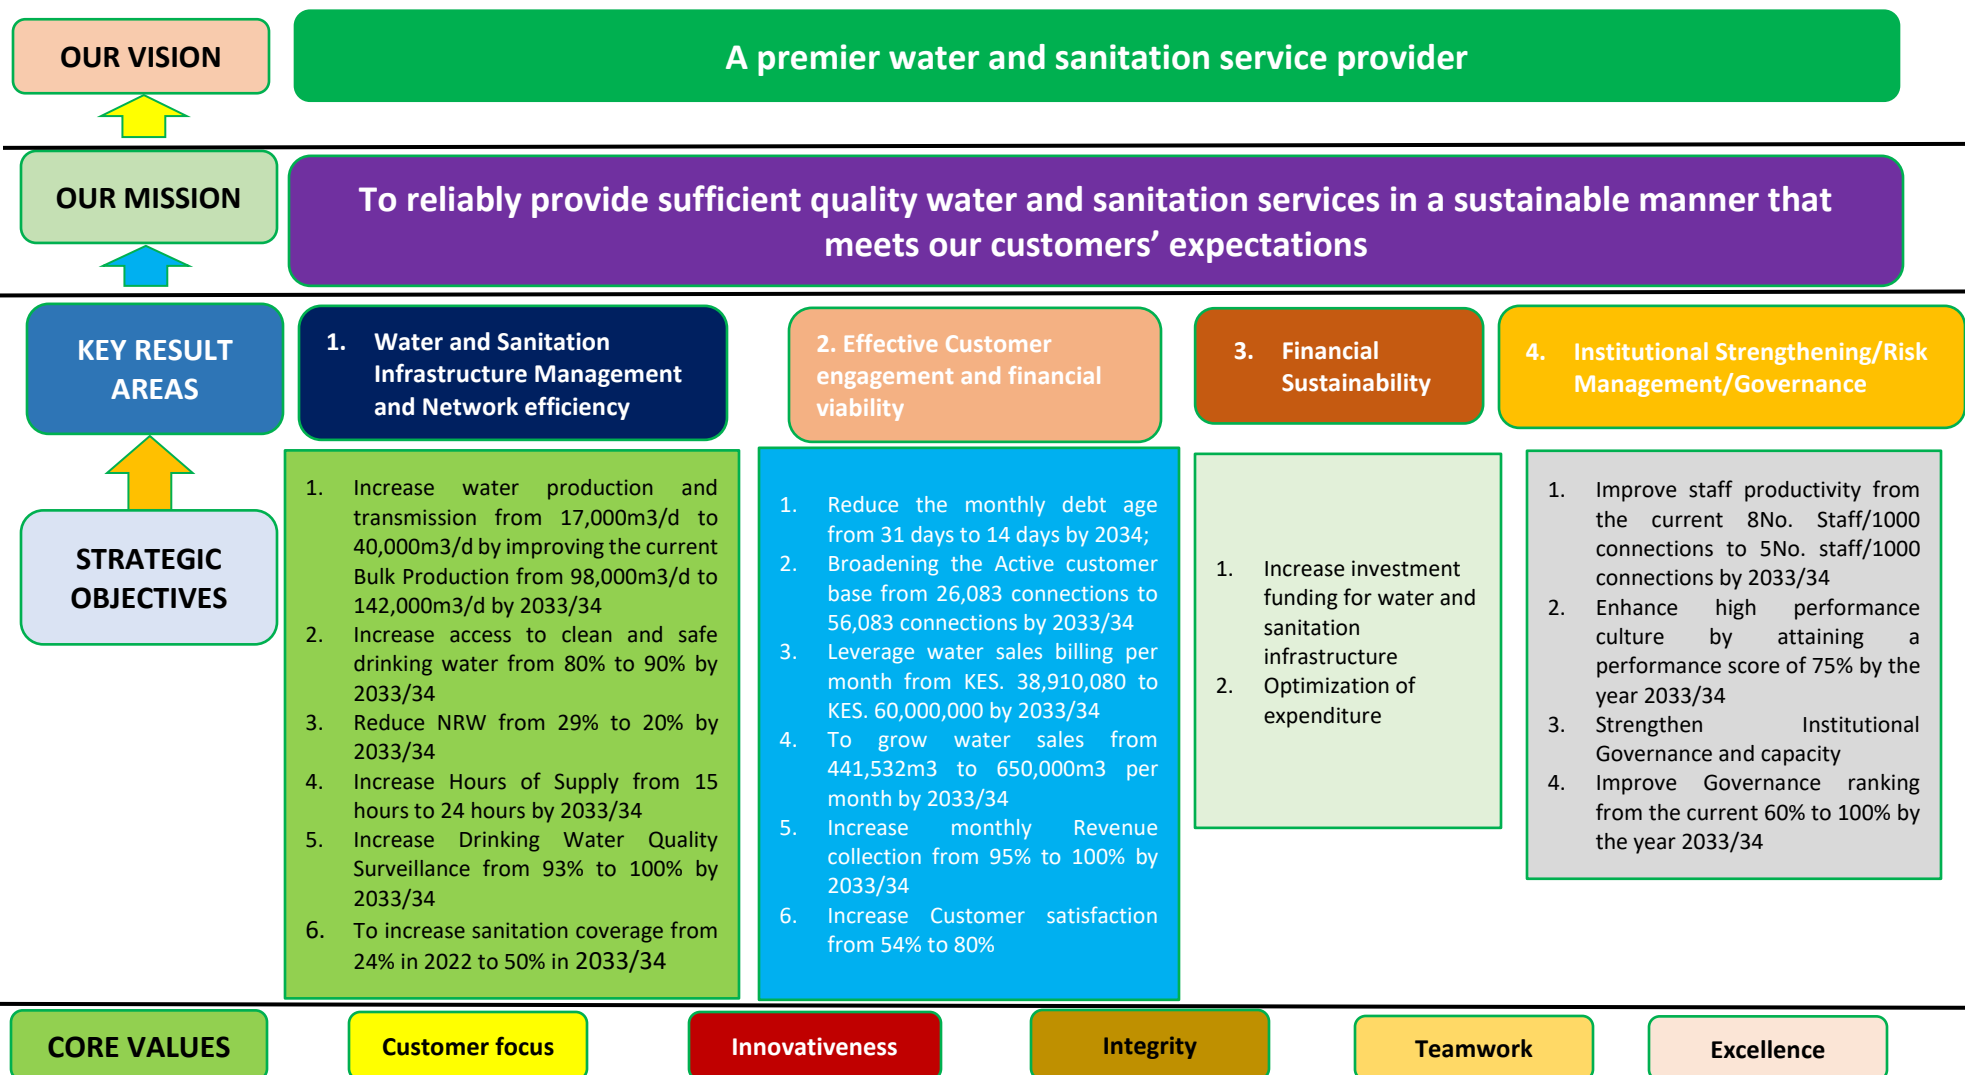 OUR VISION
A premier water and sanitation service provider
OUR MISSION
To reliably provide sufficient quality water and sanitation services in a sustainable manner that
meets our customers’ expectations
KEY RESULT
AREAS
1. Water and Sanitation
Infrastructure Management
and Network efficiency
2. Effective Customer
engagement and financial
viability
3. Financial
Sustainability
4. Institutional Strengthening/Risk
Management/Governance
STRATEGIC
OBJECTIVES
1. Increase water production and
transmission from 17,000m3/d to
40,000m3/d by improving the current
Bulk Production from 98,000m3/d to
142,000m3/d by 2033/34
2. Increase access to clean and safe
drinking water from 80% to 90% by
2033/34
3. Reduce NRW from 29% to 20% by
2033/34
4. Increase Hours of Supply from 15
hours to 24 hours by 2033/34
5. Increase Drinking Water Quality
Surveillance from 93% to 100% by
2033/34
6. To increase sanitation coverage from
24% in 2022 to 50% in 2033/34
1. Reduce the monthly debt age
from 31 days to 14 days by 2034;
2. Broadening the Active customer
base from 26,083 connections to
56,083 connections by 2033/34
3. Leverage water sales billing per
month from KES. 38,910,080 to
KES. 60,000,000 by 2033/34
4. To grow water sales from
441,532m3 to 650,000m3 per
month by 2033/34
5. Increase monthly Revenue
collection from 95% to 100% by
2033/34
6. Increase Customer satisfaction
from 54% to 80%
1. Increase investment
funding for water and
sanitation
infrastructure
2. Optimization of
expenditure
1. Improve staff productivity from
the current 8No. Staff/1000
connections to 5No. staff/1000
connections by 2033/34
2. Enhance high performance
culture by attaining a
performance score of 75% by the
year 2033/34
3. Strengthen Institutional
Governance and capacity
4. Improve Governance ranking
from the current 60% to 100% by
the year 2033/34
CORE VALUES
Customer focus
Innovativeness
Integrity
Teamwork
Excellence